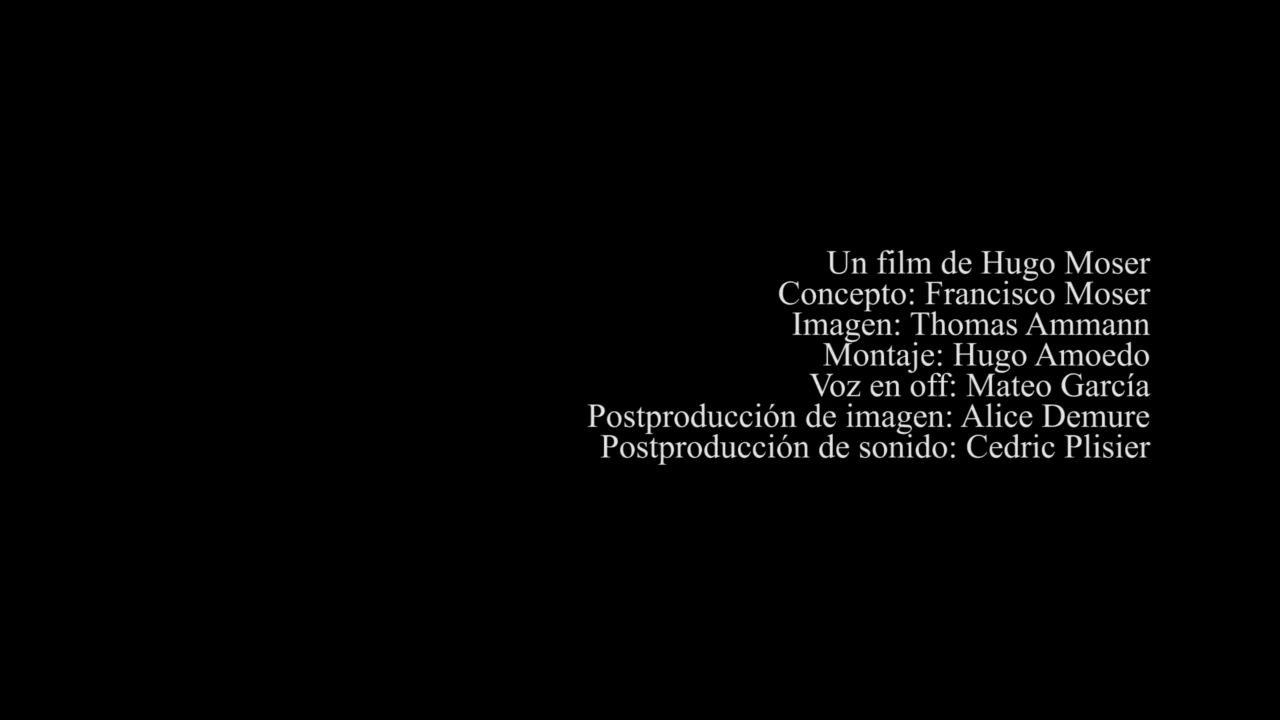 Un film de Hugo Moser
Concepto: Francisco Moser
Imagen: Thomas Ammann
Montaje: Hugo Amoedo
Voz en off: Mateo García
Postproducción de imagen: Alice Demure
Postproducción de sonido: Cedric Plisier